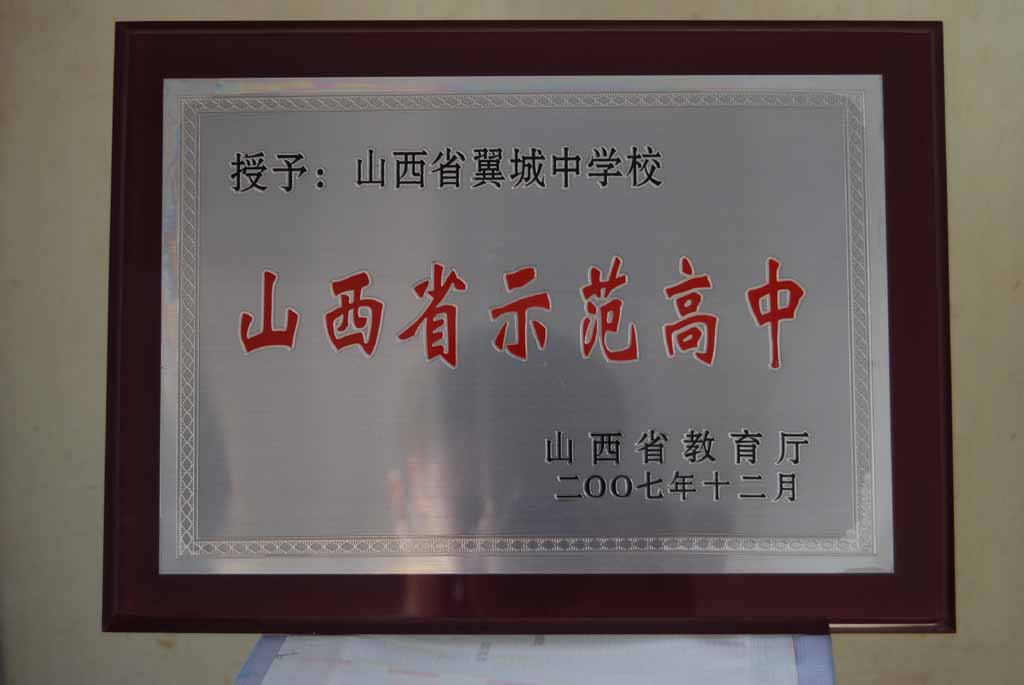 授予：山西省翼城中学校
山西省示范高中
山西省教育厅
二OO七年十二月